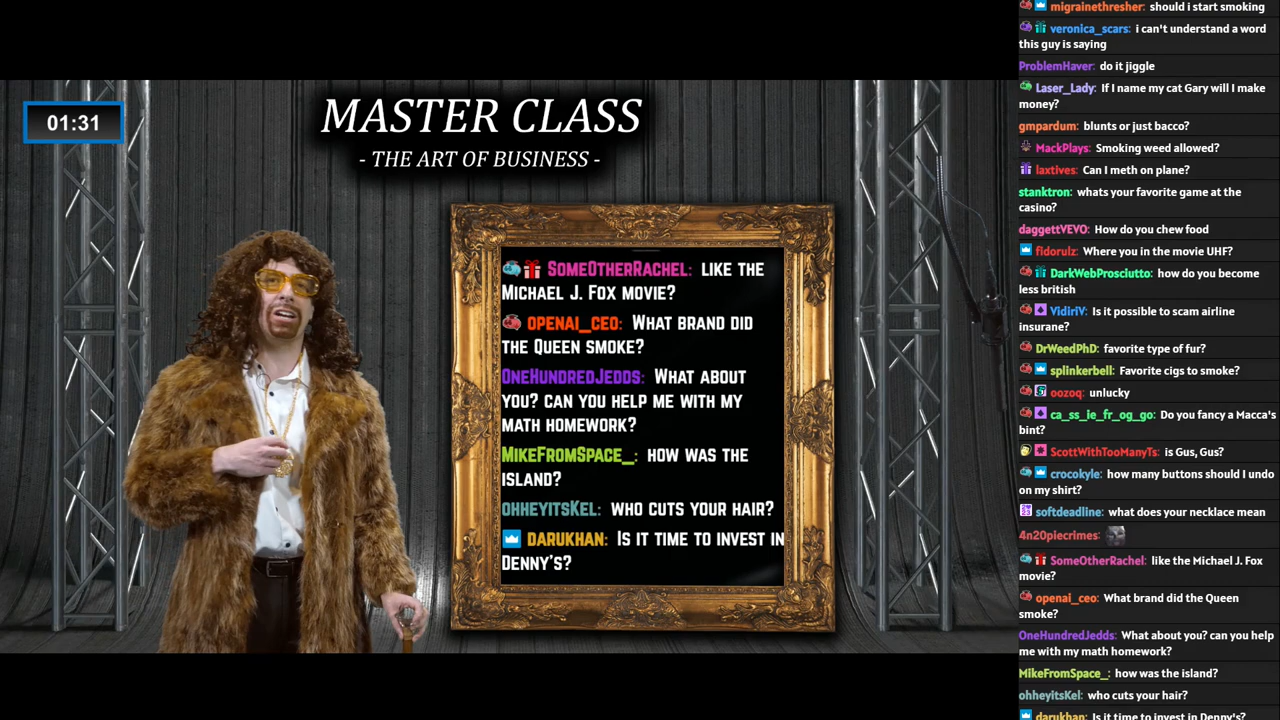 01:31
MASTER CLASS
- THE ART OF BUSINESS -
SOMEOTHERRACHEL: LIKE THE
MICHAEL J. FOX MOVIE?
OPENAI_CEO: WHAT BRAND DID
THE QUEEN SMOKE?
ONEHUNDREDJEDDS: WHAT ABOUT
YOU? CAN YOU HELP ME WITH MY
MATH HOMEWORK?
MIKEFROMSPACE_: HOW WAS THE
ISLAND?
OHHEYITSKEL: WHO CUTS YOUR HAIR?
DARUKHAN: IS IT TIME TO INVEST IN
DENNY'S?
migrainethresher: should i start smoking
veronica_scars: i can't understand a word
this guy is saying
ProblemHaver: do it jiggle
Laser_Lady: If I name my cat Gary will I make
money?
gmpardum: blunts or just bacco?
MackPlays: Smoking weed allowed?
laxtives: Can I meth on plane?
stanktron: whats your favorite game at the
casino?
daggettVEVO: How do you chew food
fidorulz: Where you in the movie UHF?
DarkWebProsciutto: how do you become
less british
VidiriV: Is it possible to scam airline
insurane?
DrWeedPhD: favorite type of fur?
splinkerbell: Favorite cigs to smoke?
oozoq: unlucky
ca_ss_ie_fr_og_go: Do you fancy a Macca's
bint?
ScottWithTooManyTs: is Gus, Gus?
crocokyle: how many buttons should I undo
on my shirt?
softdeadline: what does your necklace mean
4n20piecrimes:
SomeOtherRachel: like the Michael J. Fox
movie?
openai_ceo: What brand did the Queen
smoke?
OneHundredJedds: What about you? can you help
me with my math homework?
MikeFromSpace_: how was the island?
ohheyitsKel: who cuts your hair?
darukhan: Is it time to invest in Denny's?